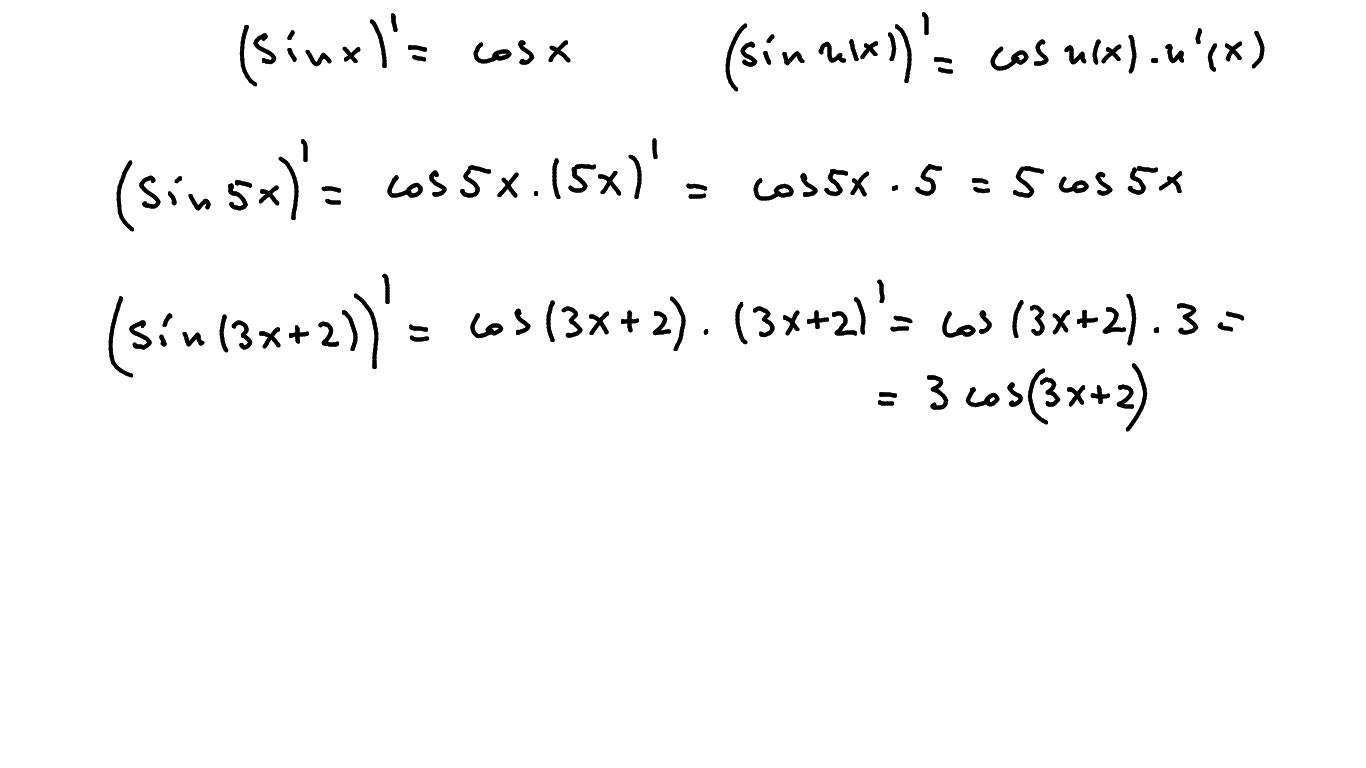 (sin x)' = cos x    (sin u(x))' = cos u(x) . u'(x)
(sin 5x)' = cos 5x . (5x)' = cos 5x . 5 = 5 cos 5x
(sin (3x+2))' = cos (3x+2) . (3x+2)' = cos (3x+2) . 3 =
= 3 cos(3x+2)